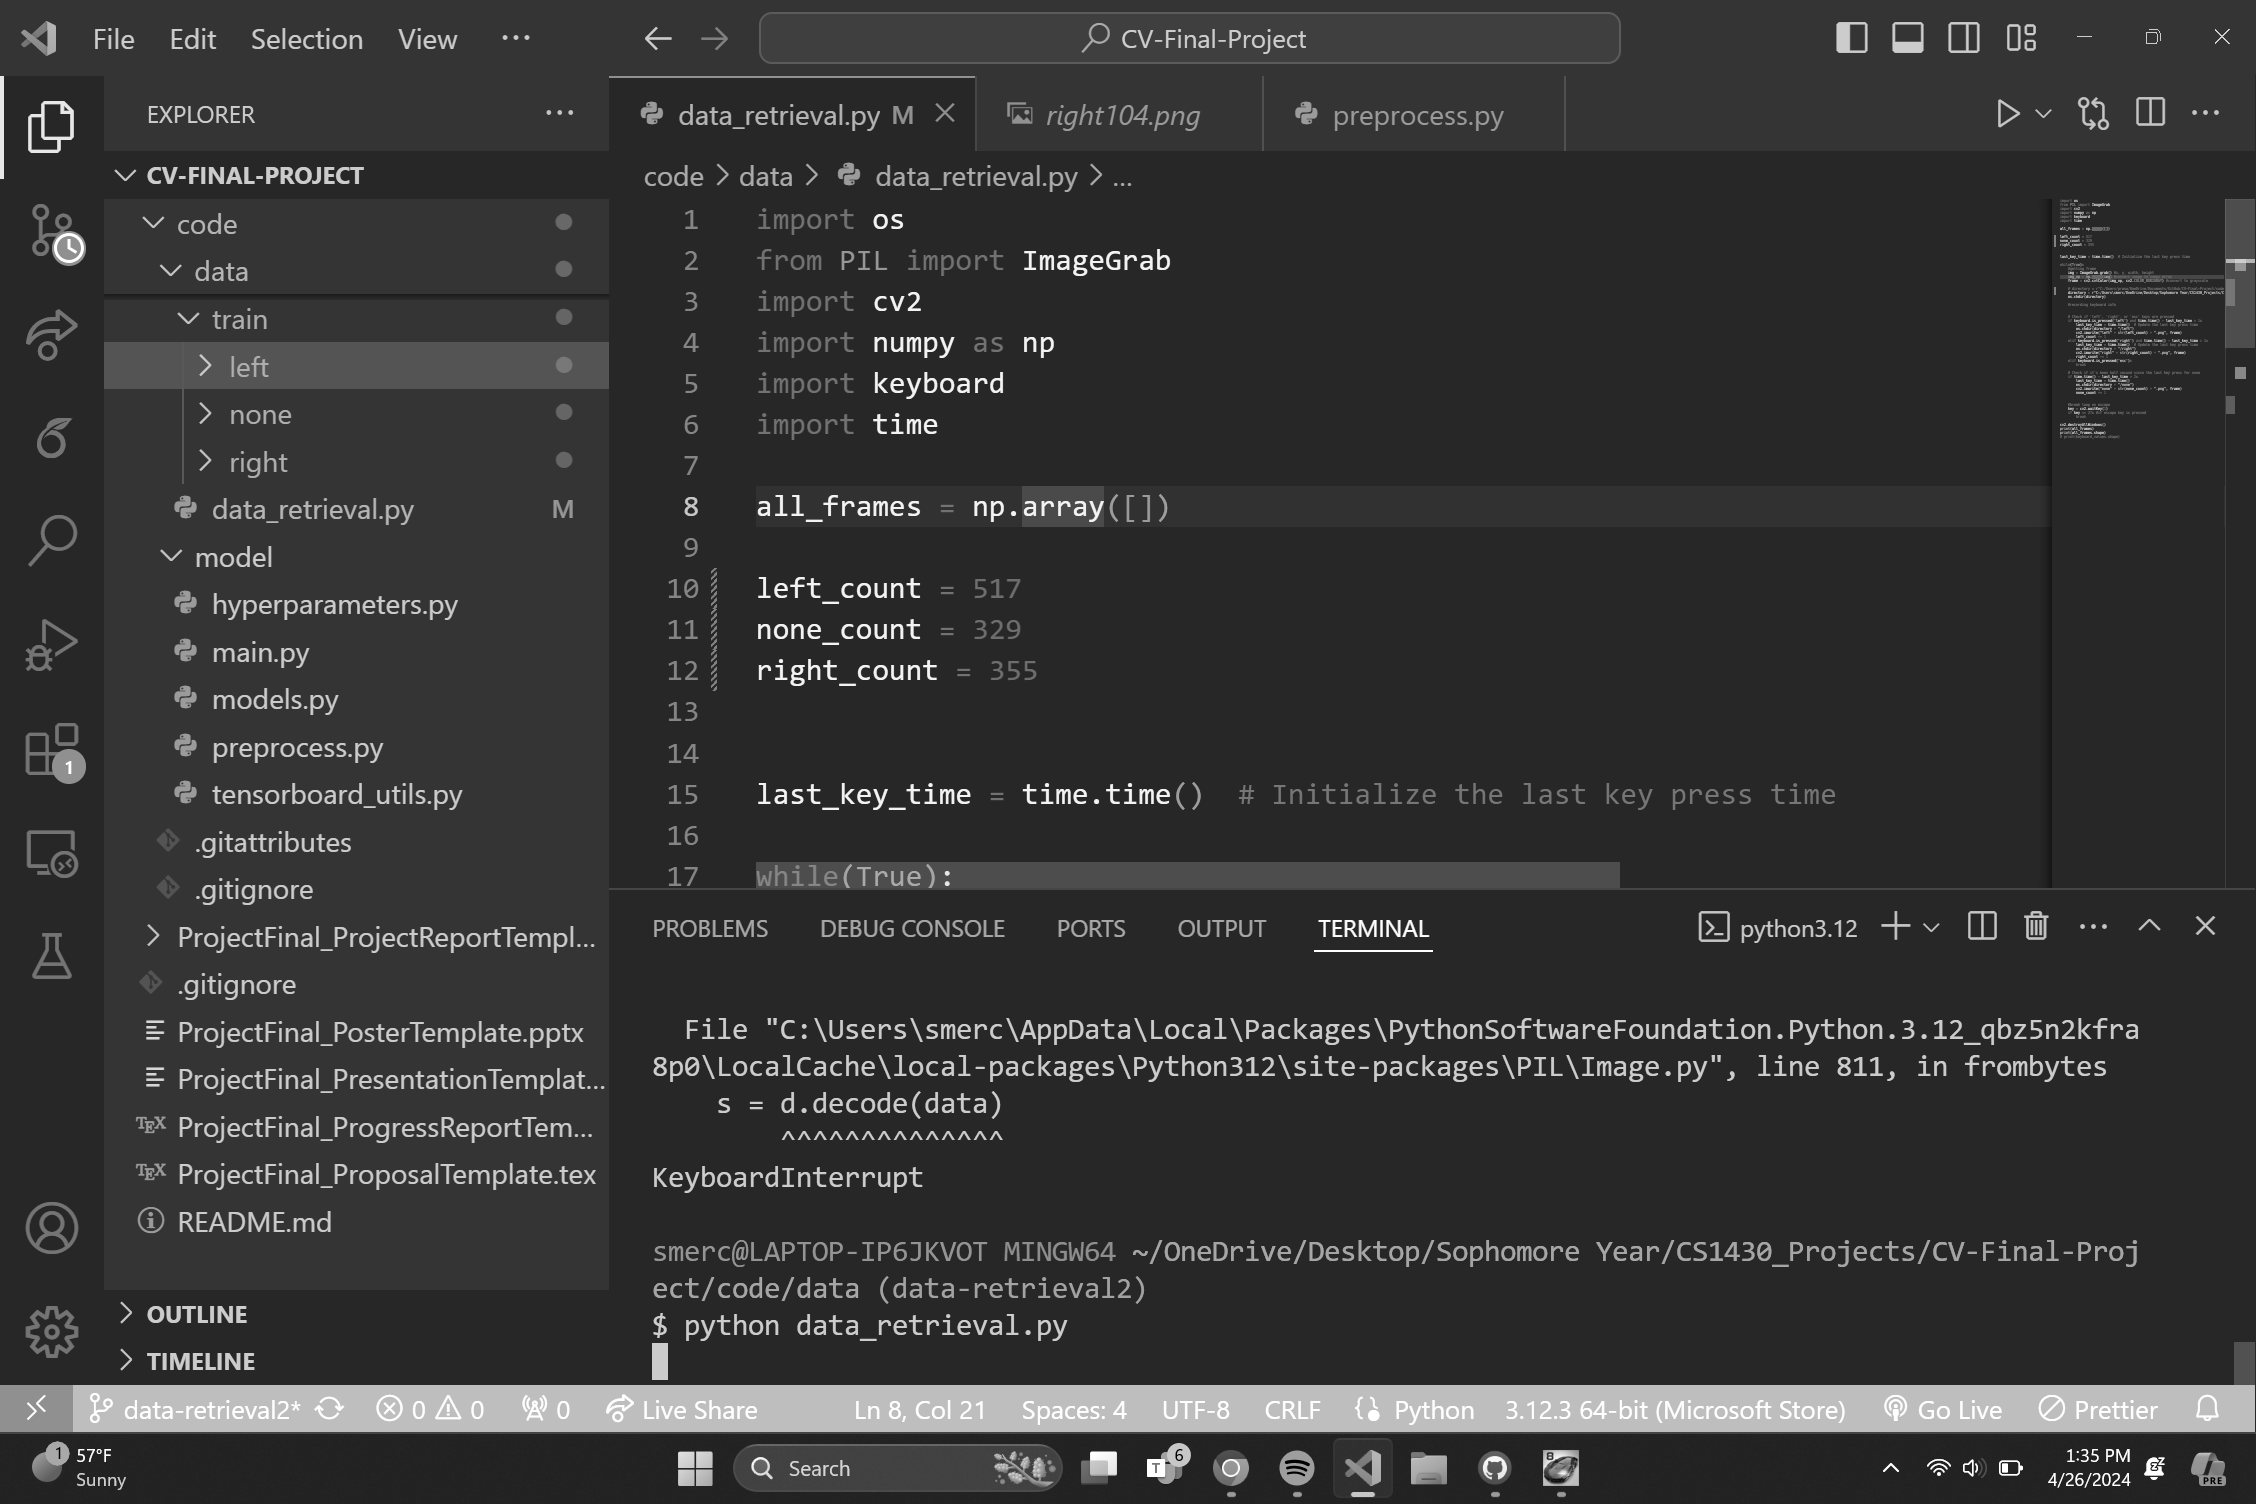 File Edit Selection View ...
CV-Final-Project
EXPLORER
data_retrieval.py M
right104.png
preprocess.py
CV-FINAL-PROJECT
code
data
train
left
none
right
data_retrieval.py M
model
hyperparameters.py
main.py
models.py
preprocess.py
tensorboard_utils.py
.gitattributes
.gitignore
ProjectFinal_ProjectReportTempl...
.gitignore
ProjectFinal_PosterTemplate.pptx
ProjectFinal_PresentationTemplat...
TEX ProjectFinal_ProgressReportTem...
TEX ProjectFinal_ProposalTemplate.tex
README.md
OUTLINE
TIMELINE
1
code > data > data_retrieval.py > ...
1 import os
2 from PIL import ImageGrab
3 import cv2
4 import numpy as np
5 import keyboard
6 import time
7
8 all_frames = np.array([])
9
10 left_count = 517
11 none_count = 329
12 right_count = 355
13
14
15 last_key_time = time.time()  # Initialize the last key press time
16
17 while(True):
PROBLEMS DEBUG CONSOLE PORTS OUTPUT TERMINAL
python3.12
File "C:\Users\smerc\AppData\Local\Packages\PythonSoftwareFoundation.Python.3.12_qbz5n2kfra
8p0\LocalCache\local-packages\Python312\site-packages\PIL\Image.py", line 811, in frombytes
s = d.decode(data)
^^^^^^^^^^^^^^
KeyboardInterrupt
smerc@LAPTOP-IP6JKVOT MINGW64 ~/OneDrive/Desktop/Sophomore Year/CS1430_Projects/CV-Final-Proj
ect/code/data (data-retrieval2)
$ python data_retrieval.py
data-retrieval2* 0 0 0 Live Share Ln 8, Col 21 Spaces: 4 UTF-8 CRLF Python 3.12.3 64-bit (Microsoft Store) Go Live Prettier
1 57°F
Sunny
Search
T 6
1:35 PM
4/26/2024
PRE